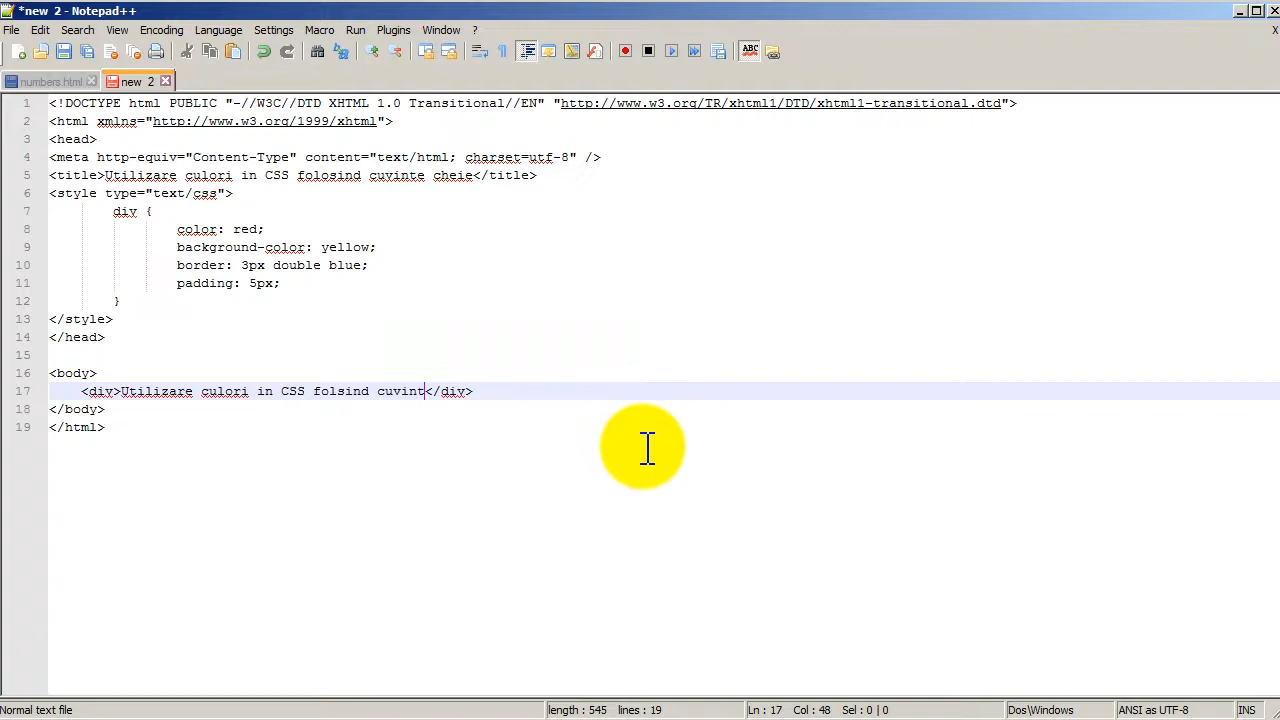 *new  2 - Notepad++
File Edit Search View Encoding Language Settings Macro Run Plugins Window ?
X
ABC
numbers.html new  2
1 <!DOCTYPE html PUBLIC "-//W3C//DTD XHTML 1.0 Transitional//EN" "http://www.w3.org/TR/xhtml1/DTD/xhtml1-transitional.dtd">
2 <html xmlns="http://www.w3.org/1999/xhtml">
3 <head>
4 <meta http-equiv="Content-Type" content="text/html; charset=utf-8" />
5 <title>Utilizare culori in CSS folosind cuvinte cheie</title>
6 <style type="text/css">
7 div {
8 color: red;
9 background-color: yellow;
10 border: 3px double blue;
11 padding: 5px;
12 }
13 </style>
14 </head>
15
16 <body>
17 <div>Utilizare culori in CSS folsind cuvint</div>
18 </body>
19 </html>
Normal text file length : 545 lines : 19 Ln : 17 Col : 48 Sel : 0 | 0 Dos\Windows ANSI as UTF-8 INS